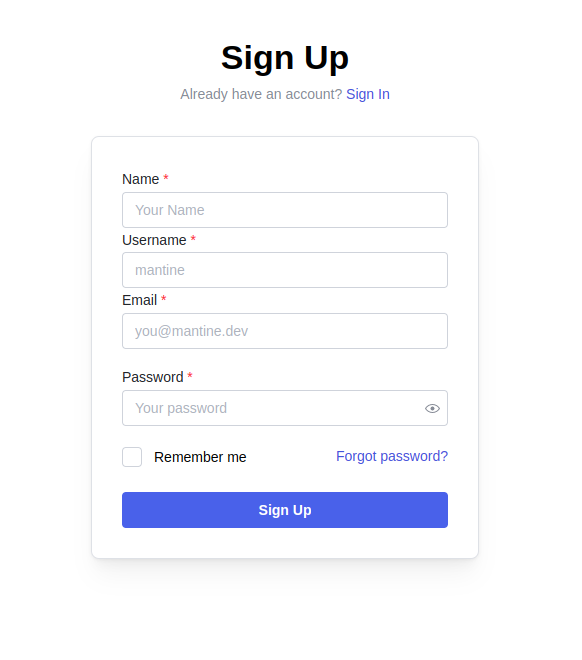 Sign Up
Already have an account? Sign In
Name *
Your Name
Username *
mantine
Email *
you@mantine.dev
Password *
Your password
Remember me
Forgot password?
Sign Up